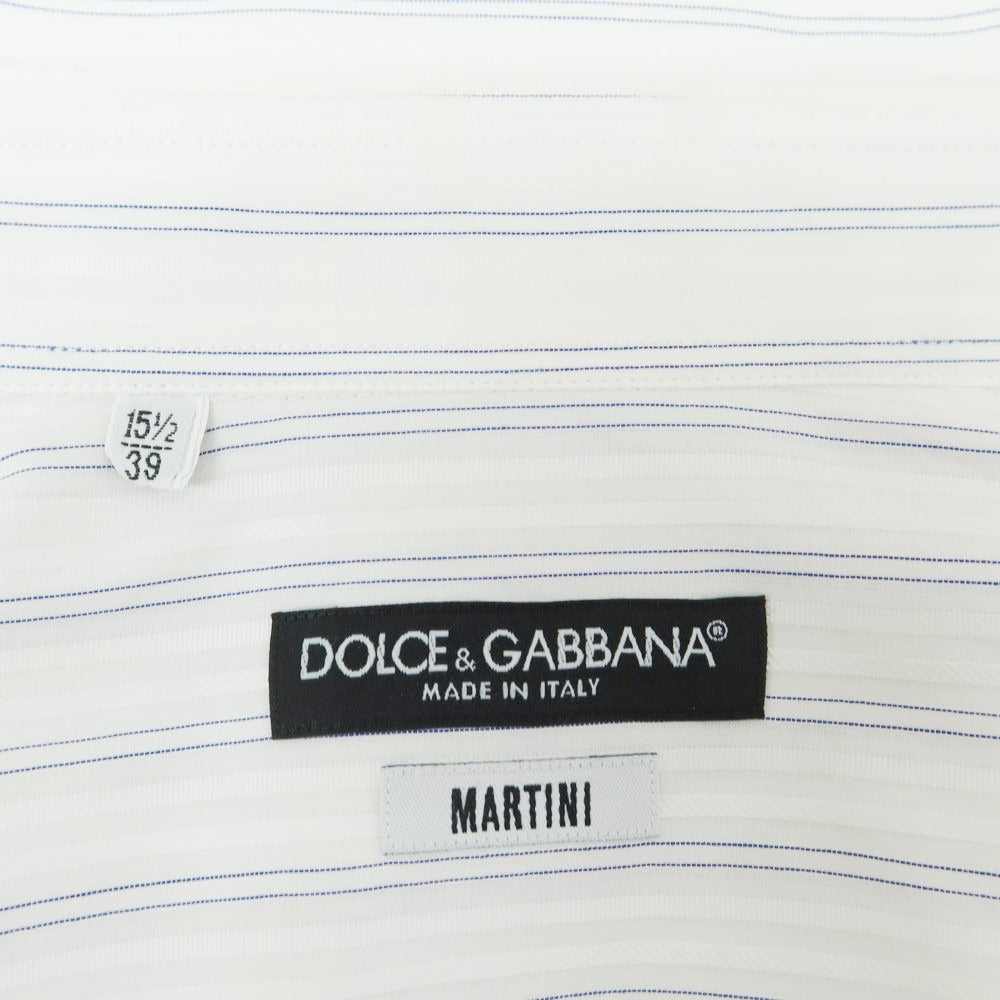 15½
39
DOLCE & GABBANA®
MADE IN ITALY
MARTINI